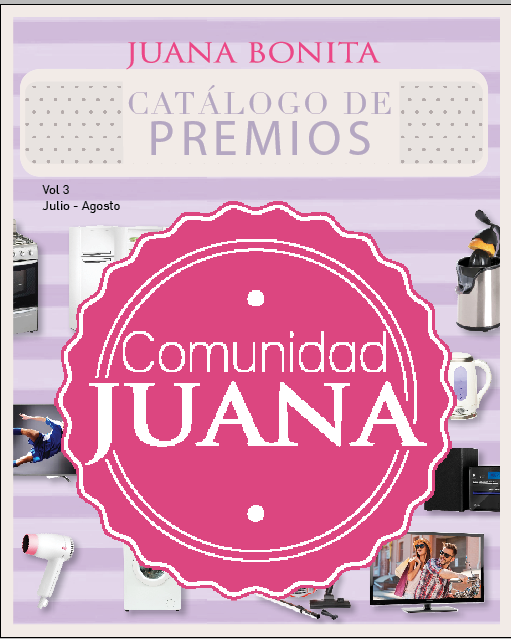 JUANA BONITA
CATÁLOGO DE
PREMIOS
Vol 3
Julio - Agosto
Comunidad
JUANA